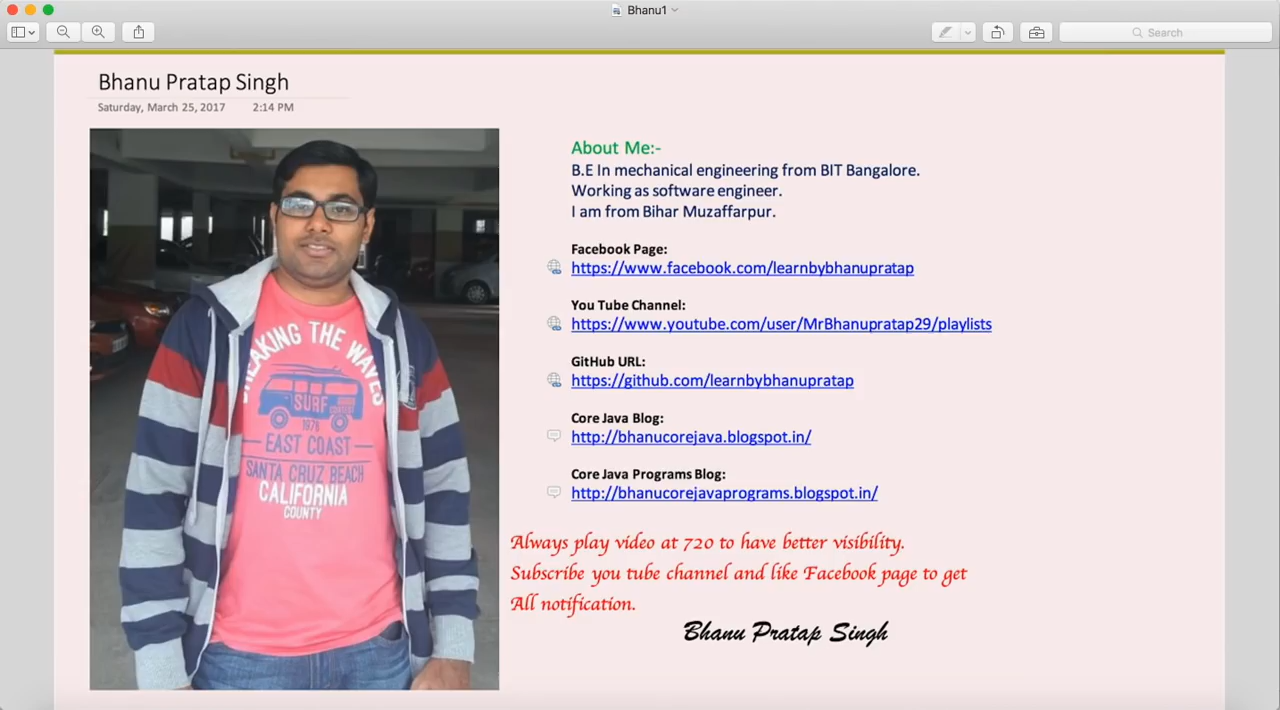 Bhanu1
Search
Bhanu Pratap Singh
Saturday, March 25, 2017 2:14 PM
About Me:-
B.E In mechanical engineering from BIT Bangalore.
Working as software engineer.
I am from Bihar Muzaffarpur.
Facebook Page:
https://www.facebook.com/learnbybhanupratap
You Tube Channel:
https://www.youtube.com/user/MrBhanupratap29/playlists
GitHub URL:
https://github.com/learnbybhanupratap
Core Java Blog:
http://bhanucorejava.blogspot.in/
Core Java Programs Blog:
http://bhanucorejavaprograms.blogspot.in/
Always play video at 720 to have better visibility.
Subscribe you tube channel and like Facebook page to get
All notification.
Bhanu Pratap Singh
BREAKING THE WAVES
SURF
1976
EAST COAST
SANTA CRUZ BEACH
CALIFORNIA
COUNTY